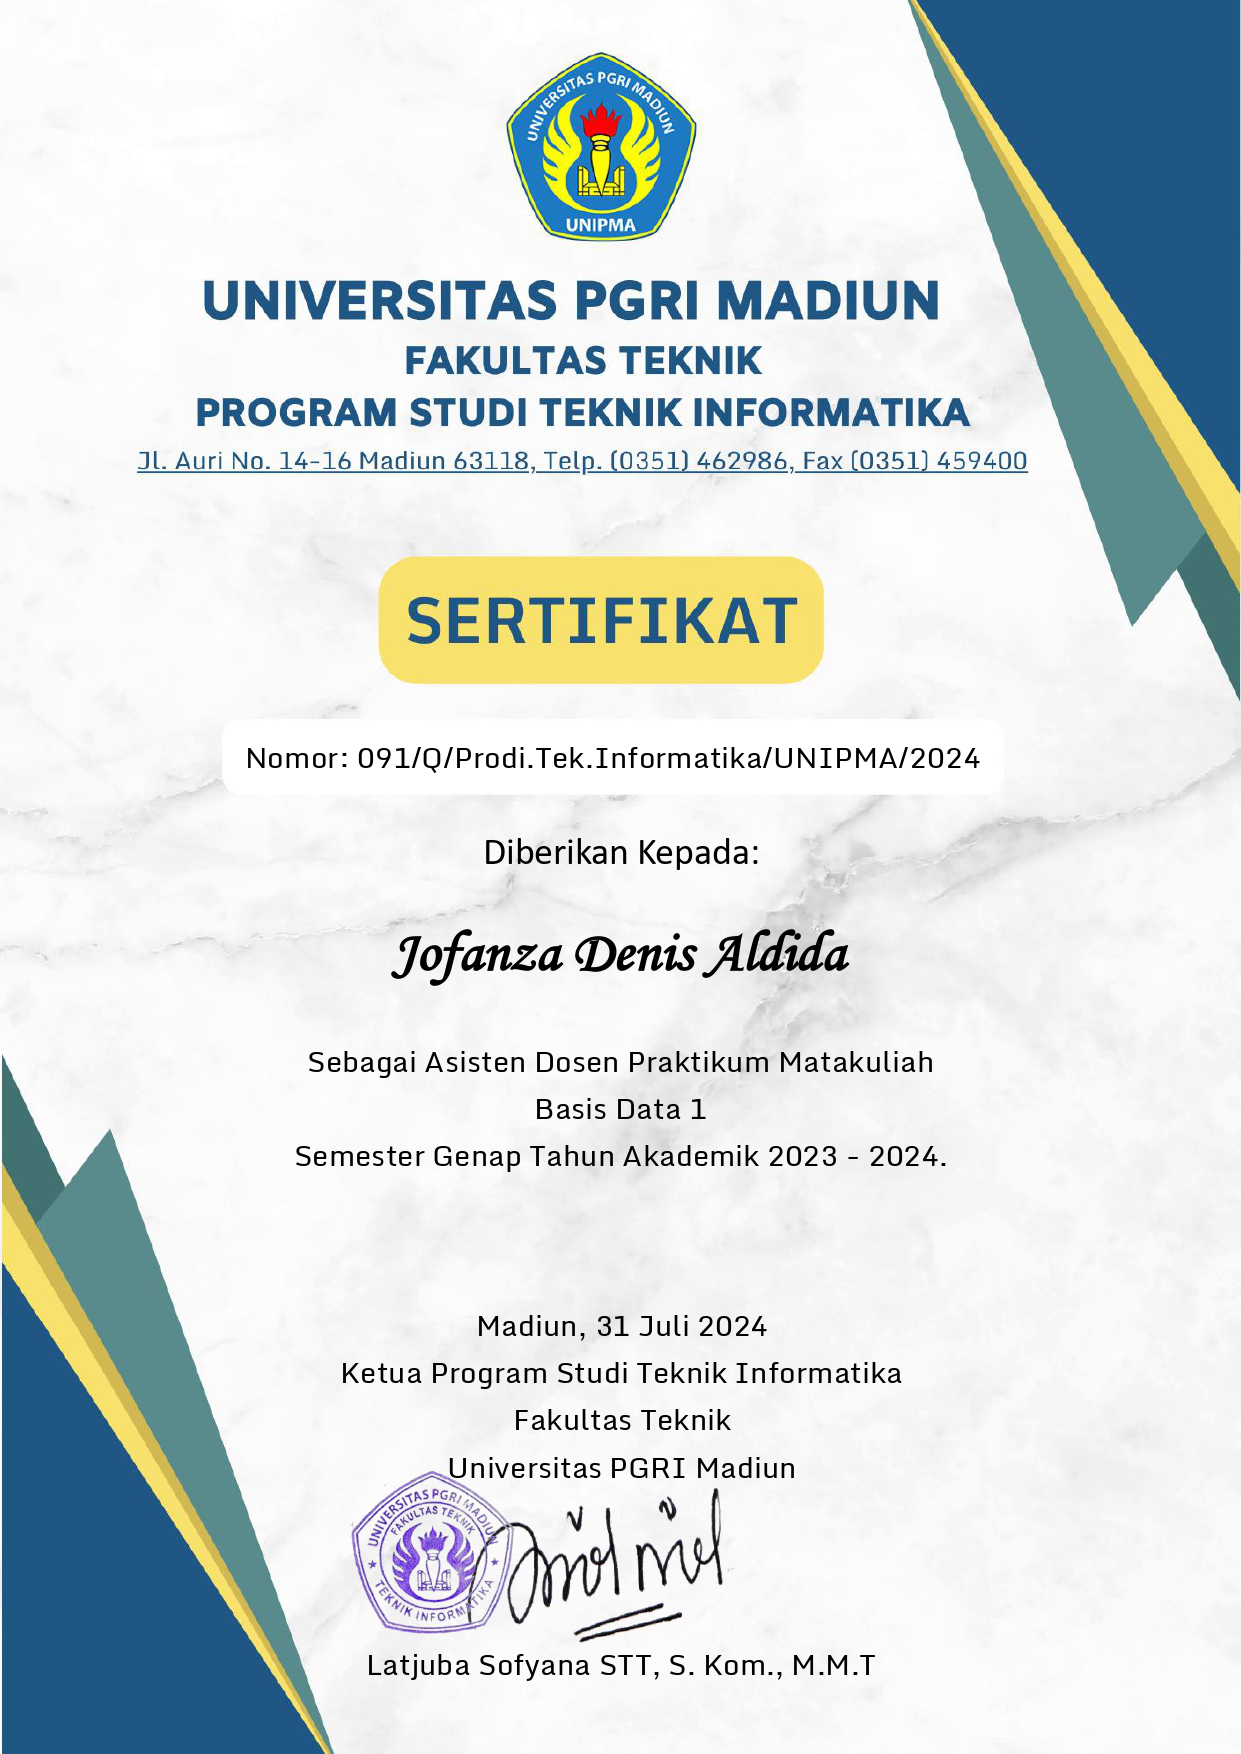 UNIVERSITAS PGRI MADIUN
UNIPMA
UNIVERSITAS PGRI MADIUN
FAKULTAS TEKNIK
PROGRAM STUDI TEKNIK INFORMATIKA
Jl. Auri No. 14-16 Madiun 63118, Telp. (0351) 462986, Fax (0351) 459400
SERTIFIKAT
Nomor: 091/Q/Prodi.Tek.Informatika/UNIPMA/2024
Diberikan Kepada:
Jofanza Denis Aldida
Sebagai Asisten Dosen Praktikum Matakuliah
Basis Data 1
Semester Genap Tahun Akademik 2023 - 2024.
Madiun, 31 Juli 2024
Ketua Program Studi Teknik Informatika
Fakultas Teknik
Universitas PGRI Madiun
UNIVERSITAS PGRI MADIUN
FAKULTAS TEKNIK
TEKNIK INFORMATIKA
Latjuba Sofyana STT, S. Kom., M.M.T